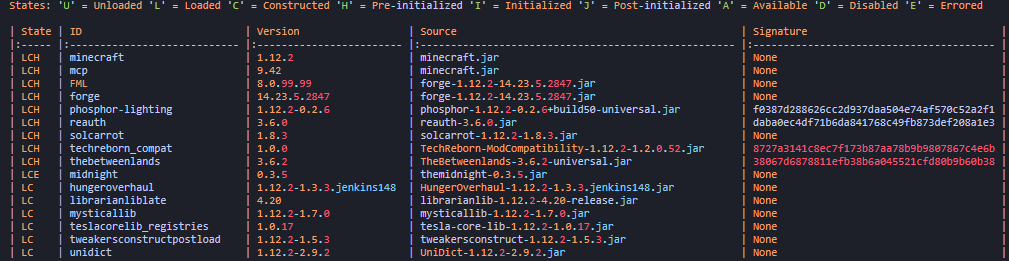 States: 'U' = Unloaded 'L' = Loaded 'C' = Constructed 'H' = Pre-initialized 'I' = Initialized 'J' = Post-initialized 'A' = Available 'D' = Disabled 'E' = Errored
| State | ID | Version | Source | Signature |
|:----- |:------------------------- |:------------------------ |:------------------------------------------------ |:---------------------------------------- |
| LCH | minecraft | 1.12.2 | minecraft.jar | None |
| LCH | mcp | 9.42 | minecraft.jar | None |
| LCH | FML | 8.0.99.99 | forge-1.12.2-14.23.5.2847.jar | None |
| LCH | forge | 14.23.5.2847 | forge-1.12.2-14.23.5.2847.jar | None |
| LCH | phosphor-lighting | 1.12.2-0.2.6 | phosphor-1.12.2-0.2.6+build50-universal.jar | f0387d288626cc2d937daa504e74af570c52a2f1 |
| LCH | reauth | 3.6.0 | reauth-3.6.0.jar | daba0ec4df71b6da841768c49fb873def208a1e3 |
| LCH | solcarrot | 1.8.3 | solcarrot-1.12.2-1.8.3.jar | None |
| LCH | techreborn_compat | 1.0.0 | TechReborn-ModCompatibility-1.12.2-1.2.0.52.jar | 8727a3141c8ec7f173b87aa78b9b9807867c4e6b |
| LCH | thebetweenlands | 3.6.2 | TheBetweenlands-3.6.2-universal.jar | 38067d6878811efb38b6a045521cfd80b9b60b38 |
| LCE | midnight | 0.3.5 | themidnight-0.3.5.jar | None |
| LC | hungeroverhaul | 1.12.2-1.3.3.jenkins148 | HungerOverhaul-1.12.2-1.3.3.jenkins148.jar | None |
| LC | librarianliblate | 4.20 | librarianlib-1.12.2-4.20-release.jar | None |
| LC | mysticallib | 1.12.2-1.7.0 | mysticallib-1.12.2-1.7.0.jar | None |
| LC | teslacorelib_registries | 1.0.17 | tesla-core-lib-1.12.2-1.0.17.jar | None |
| LC | tweakersconstructpostload | 1.12.2-1.5.3 | tweakersconstruct-1.12.2-1.5.3.jar | None |
| LC | unidict | 1.12.2-2.9.2 | UniDict-1.12.2-2.9.2.jar | None |